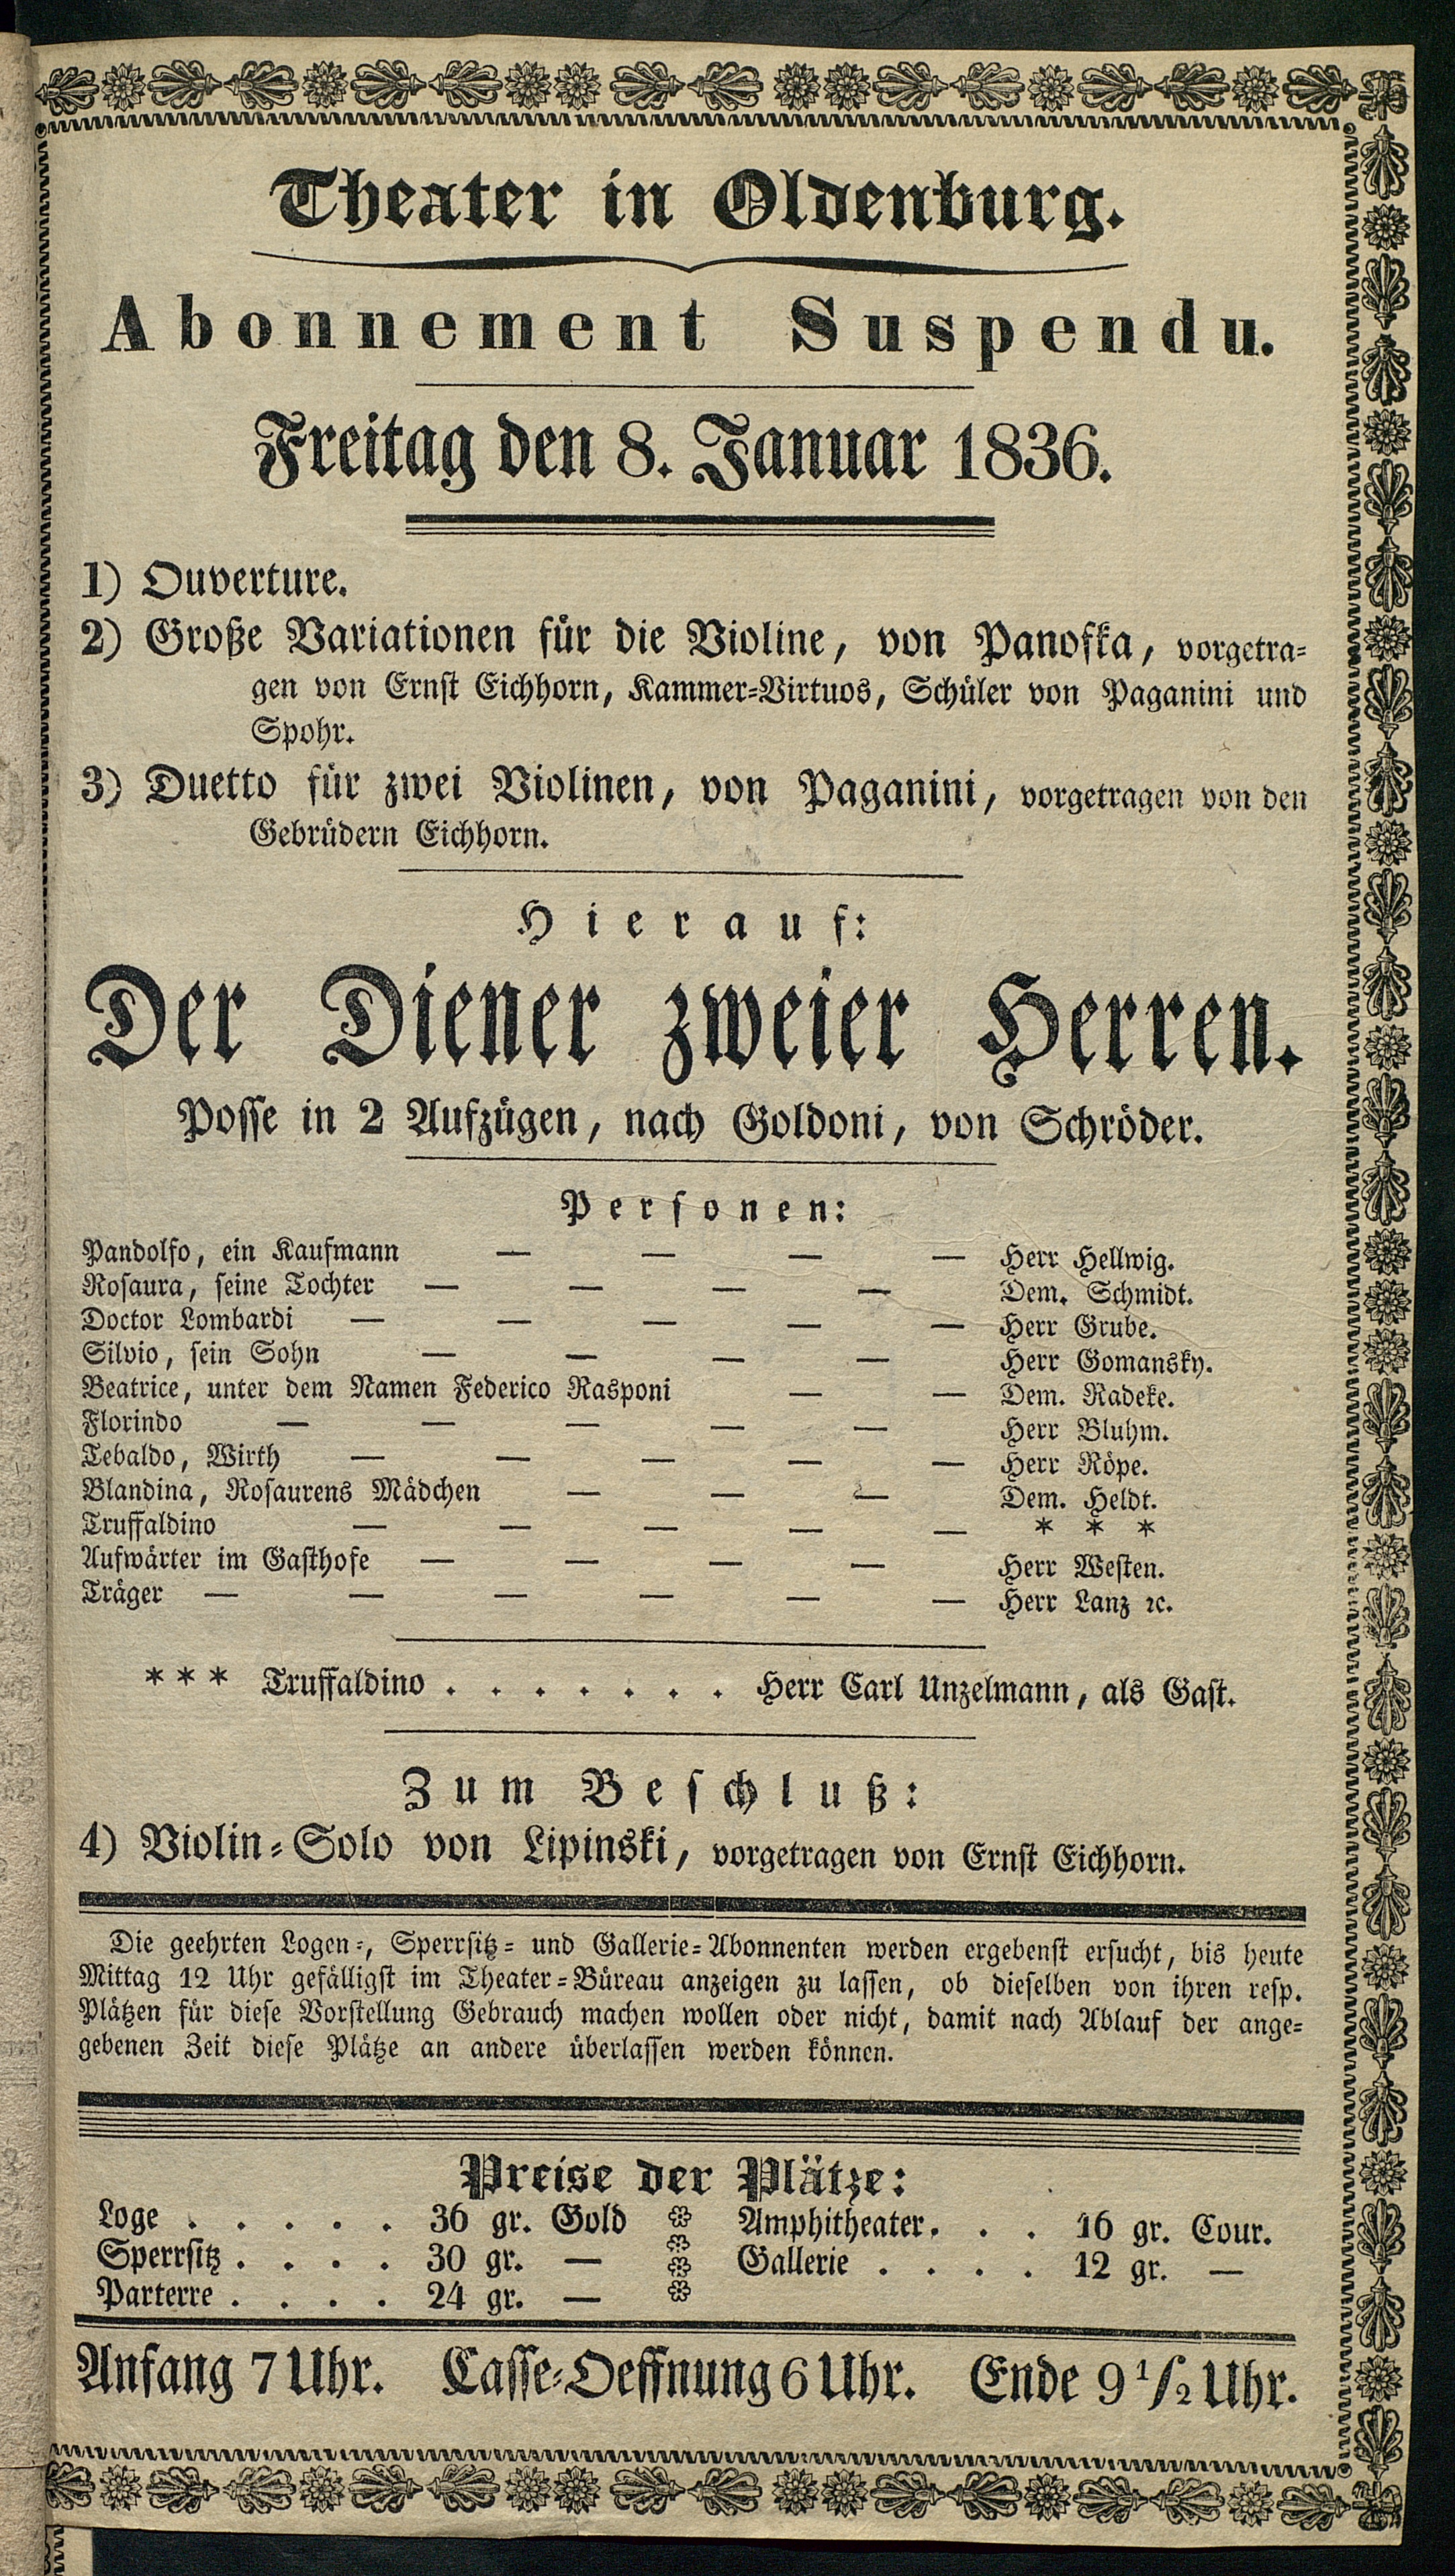 Theater in Oldenburg.
Abonnement Suspendu.
Freitag den 8. Januar 1836.
1) Ouverture.
2) Große Variationen für die Violine, von Panofka, vorgetra-
gen von Ernst Eichhorn, Kammer-Virtuos, Schüler von Paganini und
Spohr.
3) Duetto für zwei Violinen, von Paganini, vorgetragen von den
Gebrüdern Eichhorn.
Hierauf:
Der Diener zweier Herren.
Posse in 2 Aufzügen, nach Goldoni, von Schröder.
Personen:
Pandolfo, ein Kaufmann — — — — Herr Hellwig.
Rosaura, seine Tochter — — — — Dem. Schmidt.
Doctor Lombardi — — — — — Herr Grube.
Silvio, sein Sohn — — — — Herr Gomansky.
Beatrice, unter dem Namen Federico Rasponi — — Dem. Radeke.
Florindo — — — — — Herr Bluhm.
Tebaldo, Wirth — — — — — Herr Röpe.
Blandina, Rosaurens Mädchen — — — Dem. Heldt.
Truffaldino — — — — — * * *
Aufwärter im Gasthofe — — — — Herr Westen.
Träger — — — — — — Herr Lanz ꝛc.
* * * Truffaldino . . . . . . . Herr Carl Unzelmann, als Gast.
Zum Beschluß:
4) Violin-Solo von Lipinski, vorgetragen von Ernst Eichhorn.
Die geehrten Logen-, Sperrsitz- und Gallerie-Abonnenten werden ergebenst ersucht, bis heute
Mittag 12 Uhr gefälligst im Theater-Büreau anzeigen zu lassen, ob dieselben von ihren resp.
Plätzen für diese Vorstellung Gebrauch machen wollen oder nicht, damit nach Ablauf der ange-
gebenen Zeit diese Plätze an andere überlassen werden können.
Preise der Plätze:
Loge . . . . . 36 gr. Gold Amphitheater. . . 16 gr. Cour.
Sperrsitz . . . . 30 gr. — Gallerie . . . . 12 gr. —
Parterre . . . . 24 gr. —
Anfang 7 Uhr. Casse-Oeffnung 6 Uhr. Ende 9 1/2 Uhr.